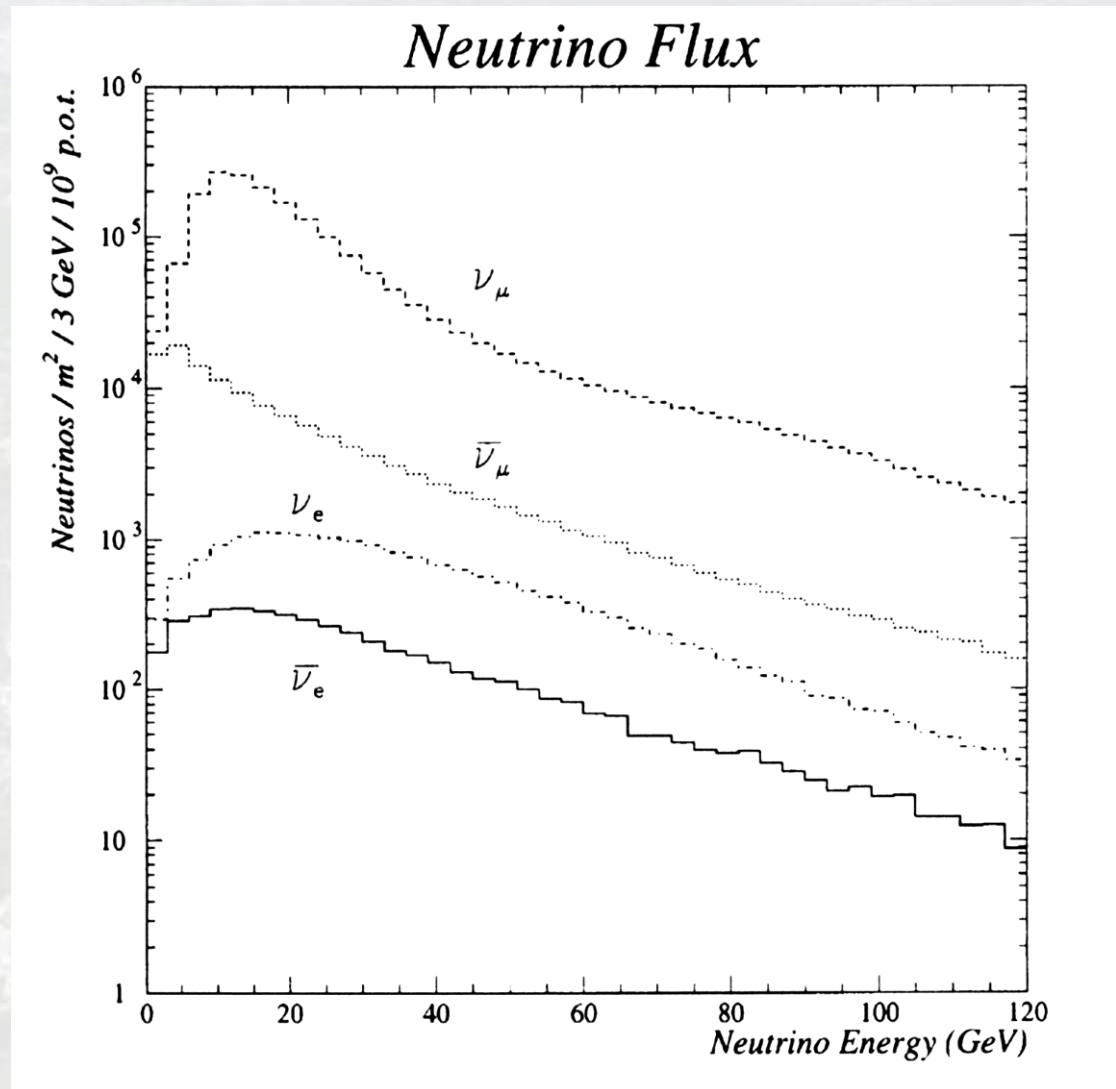 Neutrino Flux
Neutrinos / m² / 3 GeV / 10⁹ p.o.t.
10⁶
10⁵
10⁴
10³
10²
10
1
ν_μ
ν̅_μ
ν_e
ν̅_e
0 20 40 60 80 100 120
Neutrino Energy (GeV)